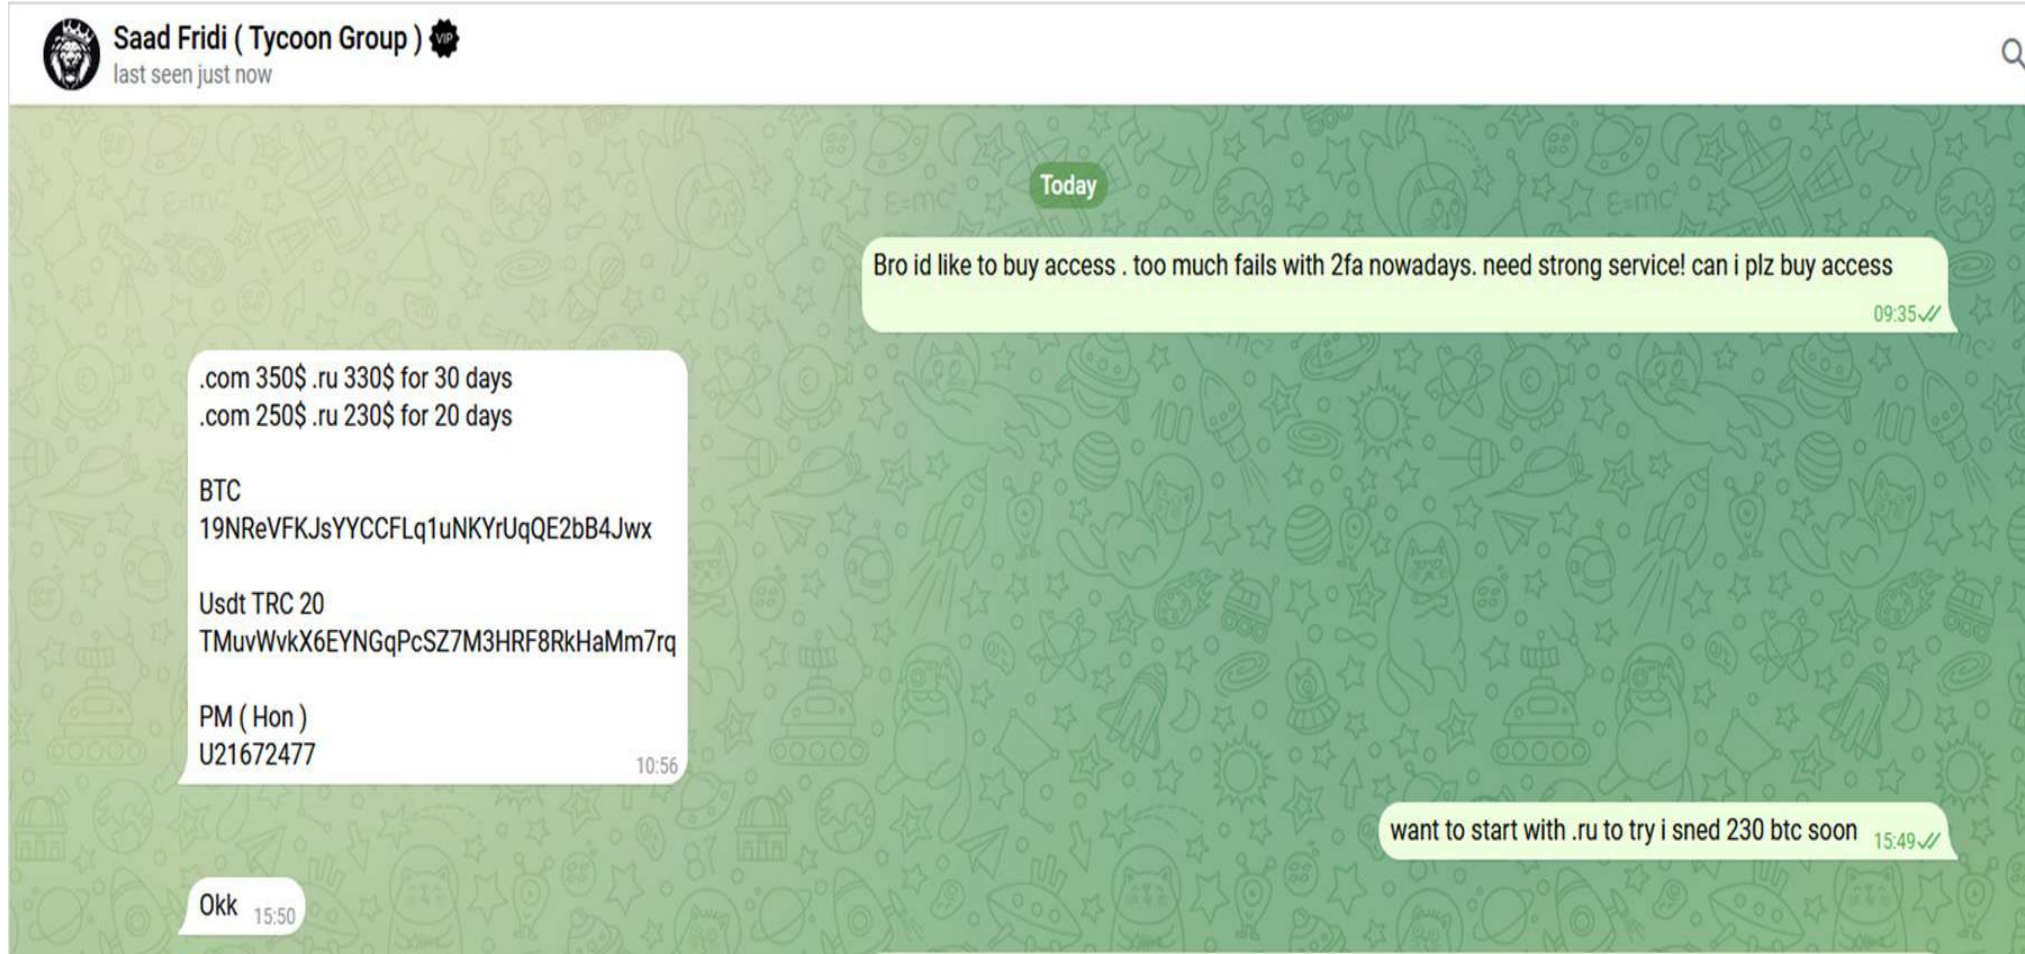 Saad Fridi ( Tycoon Group ) VIP
last seen just now
Today
Bro id like to buy access . too much fails with 2fa nowadays. need strong service! can i plz buy access
09:35
.com 350$ .ru 330$ for 30 days
.com 250$ .ru 230$ for 20 days
BTC
19NReVFKJsYYCCFLq1uNKYrUqQE2bB4Jwx
Usdt TRC 20
TMuvWvkX6EYNGqPcSZ7M3HRF8RkHaMm7rq
PM ( Hon )
U21672477
10:56
want to start with .ru to try i sned 230 btc soon 15:49
Okk 15:50